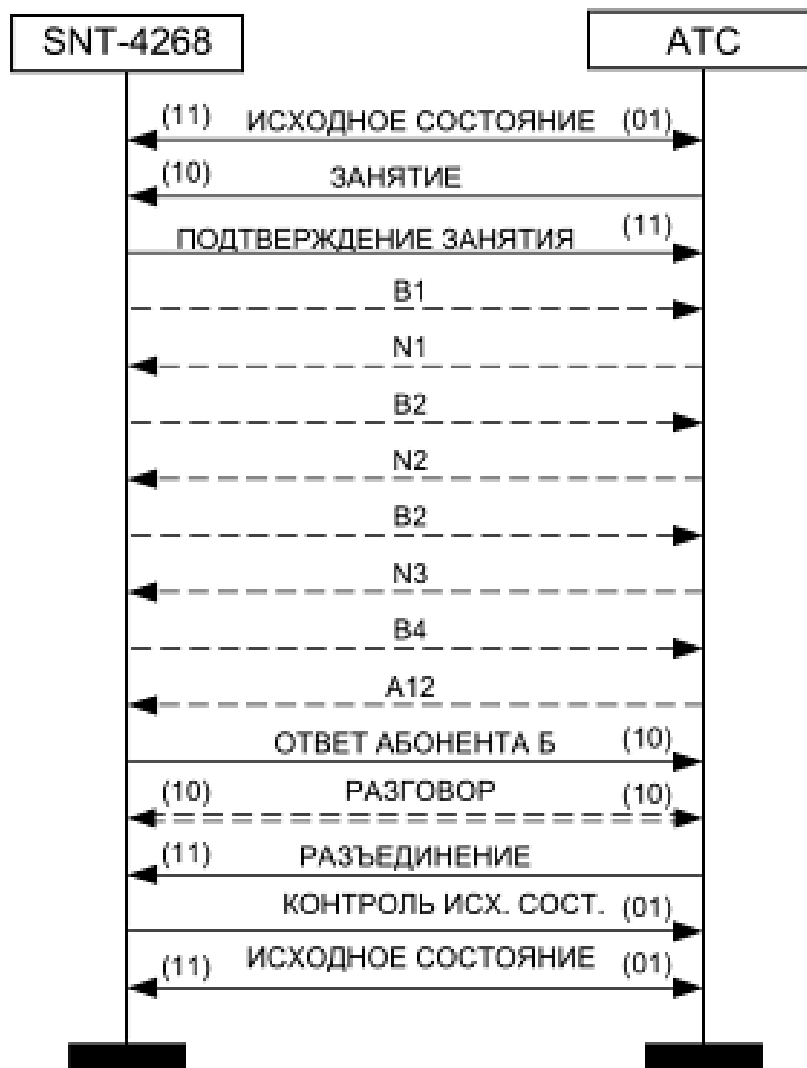 SNT-4268 АТС
(11) ИСХОДНОЕ СОСТОЯНИЕ (01)
(10) ЗАНЯТИЕ
ПОДТВЕРЖДЕНИЕ ЗАНЯТИЯ (11)
B1
N1
B2
N2
B2
N3
B4
A12
ОТВЕТ АБОНЕНТА Б (10)
(10) РАЗГОВОР (10)
(11) РАЗЪЕДИНЕНИЕ
КОНТРОЛЬ ИСХ. СОСТ. (01)
(11) ИСХОДНОЕ СОСТОЯНИЕ (01)